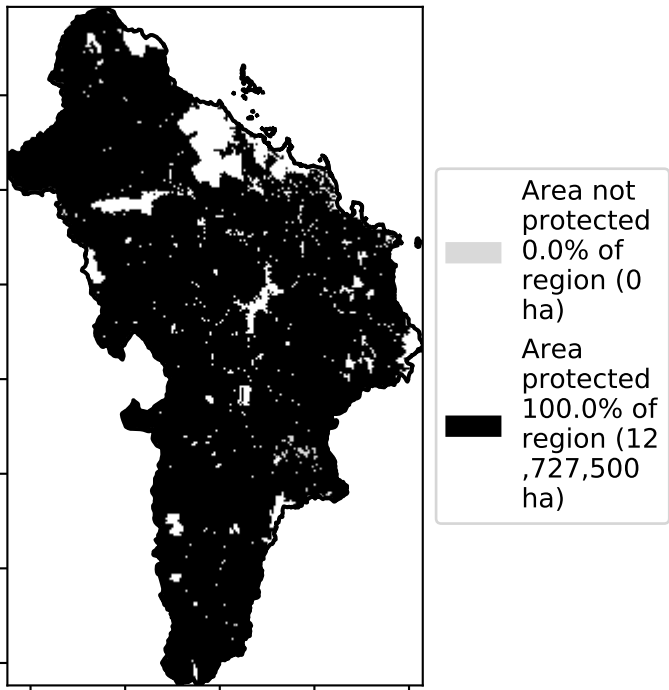 Area not
protected
0.0% of
region (0
ha)
Area
protected
100.0% of
region (12
,727,500
ha)